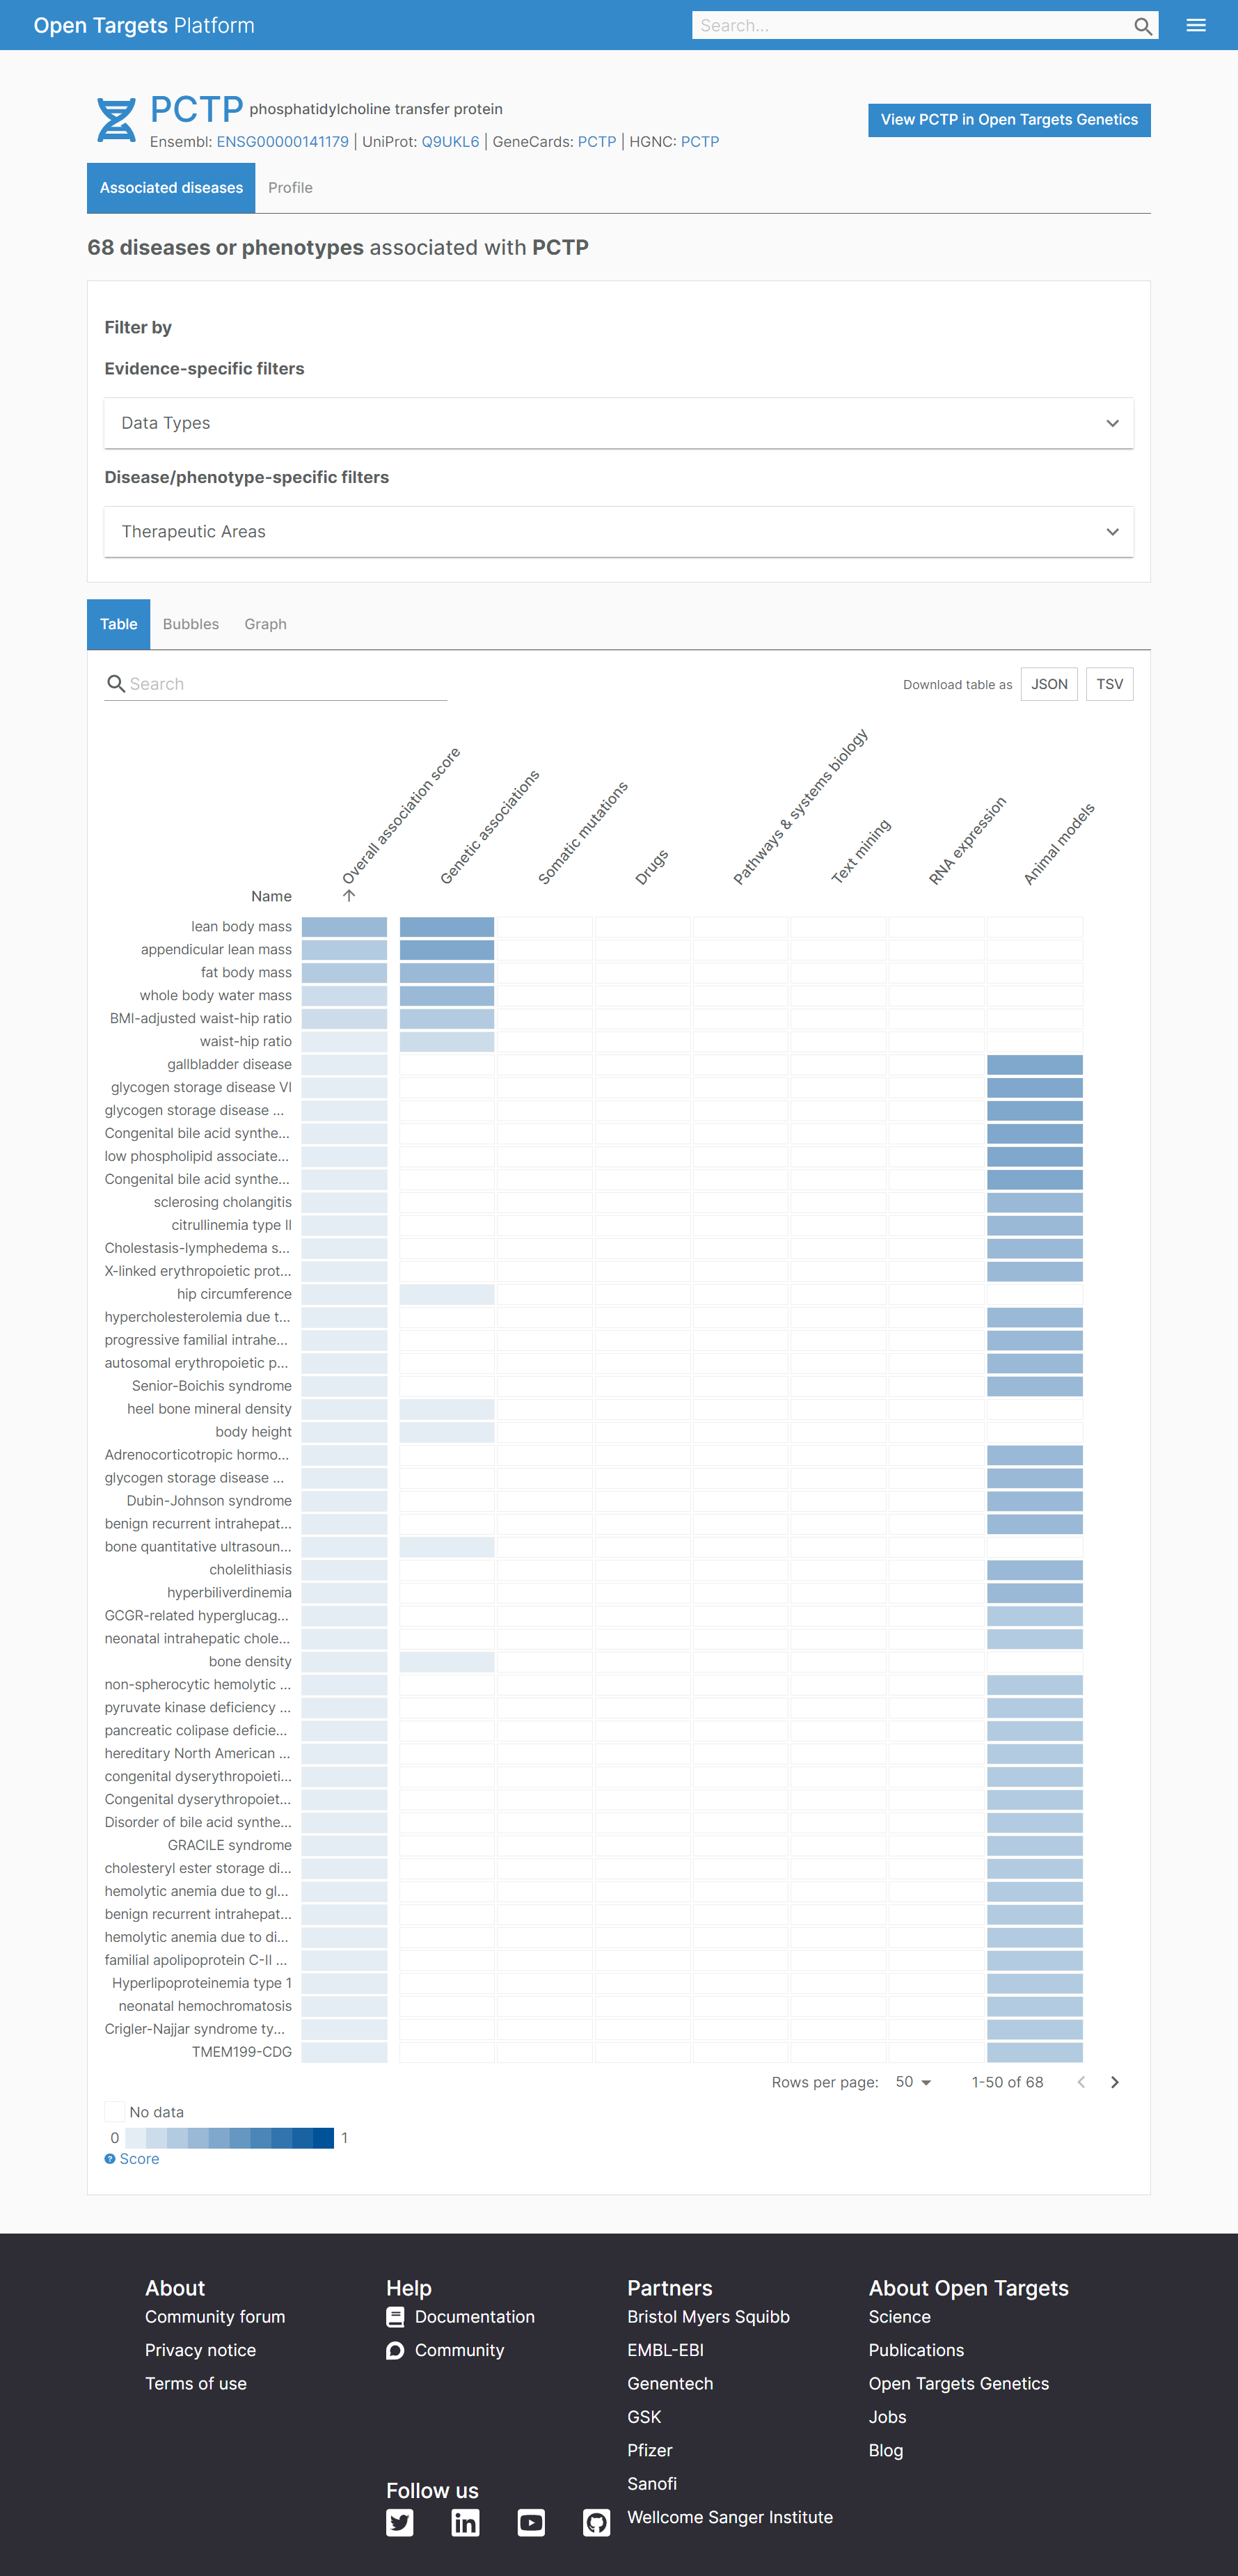 Open Targets Platform
Search...
PCTP phosphatidylcholine transfer protein
View PCTP in Open Targets Genetics
Ensembl: ENSG00000141179 | UniProt: Q9UKL6 | GeneCards: PCTP | HGNC: PCTP
Associated diseases
Profile
68 diseases or phenotypes associated with PCTP
Filter by
Evidence-specific filters
Data Types
Disease/phenotype-specific filters
Therapeutic Areas
Table
Bubbles
Graph
Search
Download table as
JSON
TSV
Name
Overall association score
Genetic associations
Somatic mutations
Drugs
Pathways & systems biology
Text mining
RNA expression
Animal models
lean body mass
appendicular lean mass
fat body mass
whole body water mass
BMI-adjusted waist-hip ratio
waist-hip ratio
gallbladder disease
glycogen storage disease VI
glycogen storage disease ...
Congenital bile acid synthe...
low phospholipid associate...
Congenital bile acid synthe...
sclerosing cholangitis
citrullinemia type II
Cholestasis-lymphedema s...
X-linked erythropoietic prot...
hip circumference
hypercholesterolemia due t...
progressive familial intrahe...
autosomal erythropoietic p...
Senior-Boichis syndrome
heel bone mineral density
body height
Adrenocorticotropic hormo...
glycogen storage disease ...
Dubin-Johnson syndrome
benign recurrent intrahepat...
bone quantitative ultrasoun...
cholelithiasis
hyperbiliverdinemia
GCGR-related hyperglucag...
neonatal intrahepatic chole...
bone density
non-spherocytic hemolytic ...
pyruvate kinase deficiency ...
pancreatic colipase deficie...
hereditary North American ...
congenital dyserythropoieti...
Congenital dyserythropoiet...
Disorder of bile acid synthe...
GRACILE syndrome
cholesteryl ester storage di...
hemolytic anemia due to gl...
benign recurrent intrahepat...
hemolytic anemia due to di...
familial apolipoprotein C-II ...
Hyperlipoproteinemia type 1
neonatal hemochromatosis
Crigler-Najjar syndrome ty...
TMEM199-CDG
Rows per page: 50
1-50 of 68
No data
0
1
? Score
About
Community forum
Privacy notice
Terms of use
Help
Documentation
Community
Follow us
Partners
Bristol Myers Squibb
EMBL-EBI
Genentech
GSK
Pfizer
Sanofi
Wellcome Sanger Institute
About Open Targets
Science
Publications
Open Targets Genetics
Jobs
Blog